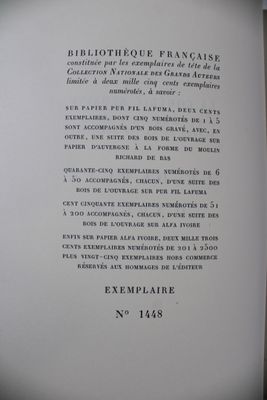 BIBLIOTHÈQUE FRANÇAISE
constituée par les exemplaires de tête de la
COLLECTION NATIONALE DES GRANDS AUTEURS
limitée à deux mille cinq cents exemplaires
numérotés, à savoir :
SUR PAPIER PUR FIL LAFUMA, DEUX CENTS
EXEMPLAIRES, DONT CINQ NUMÉROTÉS DE 1 À 5
SONT ACCOMPAGNÉS D'UN BOIS GRAVÉ, AVEC, EN
OUTRE, UNE SUITE DES BOIS DE L'OUVRAGE SUR
PAPIER D'AUVERGNE À LA FORME DU MOULIN
RICHARD DE BAS
QUARANTE-CINQ EXEMPLAIRES NUMÉROTÉS DE 6
À 50 ACCOMPAGNÉS, CHACUN, D'UNE SUITE DES
BOIS DE L'OUVRAGE SUR PUR FIL LAFUMA
CENT CINQUANTE EXEMPLAIRES NUMÉROTÉS DE 51
À 200 ACCOMPAGNÉS, CHACUN, D'UNE SUITE DES
BOIS DE L'OUVRAGE SUR ALFA IVOIRE
ENFIN SUR PAPIER ALFA IVOIRE, DEUX MILLE TROIS
CENTS EXEMPLAIRES NUMÉROTÉS DE 201 À 2500
PLUS VINGT-CINQ EXEMPLAIRES HORS COMMERCE
RÉSERVÉS AUX HOMMAGES DE L'ÉDITEUR
EXEMPLAIRE
Nº 1448